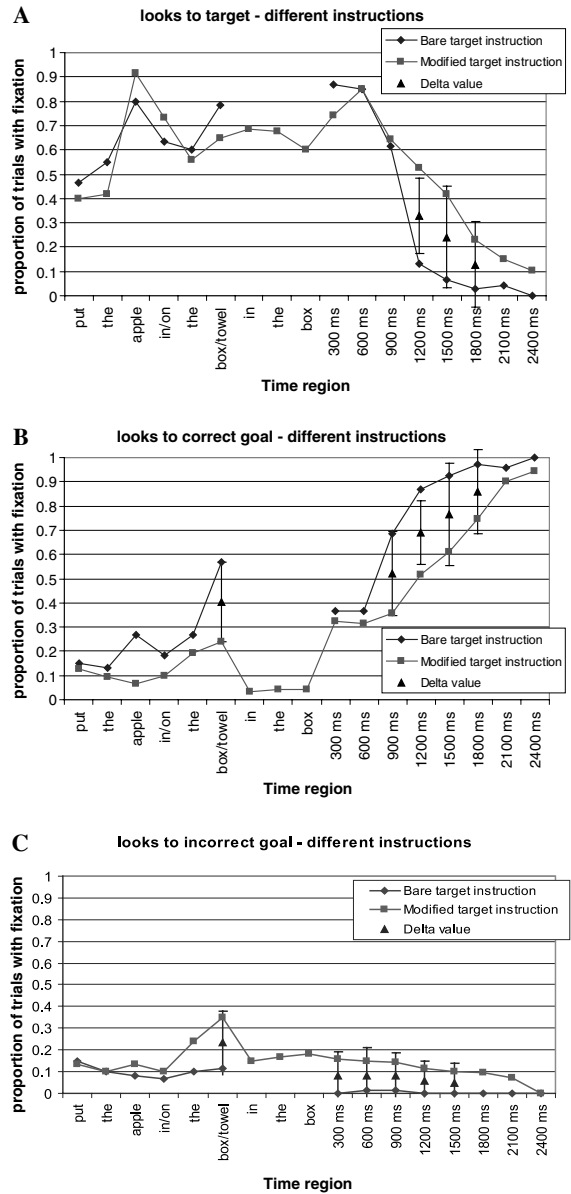 A
looks to target - different instructions
proportion of trials with fixation
1
0.9
0.8
0.7
0.6
0.5
0.4
0.3
0.2
0.1
0
Bare target instruction
Modified target instruction
Delta value
put
the
apple
in/on
the
box/towel
in
the
box
300 ms
600 ms
900 ms
1200 ms
1500 ms
1800 ms
2100 ms
2400 ms
Time region
B
looks to correct goal - different instructions
proportion of trials with fixation
1
0.9
0.8
0.7
0.6
0.5
0.4
0.3
0.2
0.1
0
Bare target instruction
Modified target instruction
Delta value
put
the
apple
in/on
the
box/towel
in
the
box
300 ms
600 ms
900 ms
1200 ms
1500 ms
1800 ms
2100 ms
2400 ms
Time region
C
looks to incorrect goal - different instructions
proportion of trials with fixation
1
0.9
0.8
0.7
0.6
0.5
0.4
0.3
0.2
0.1
0
Bare target instruction
Modified target instruction
Delta value
put
the
apple
in/on
the
box/towel
in
the
box
300 ms
600 ms
900 ms
1200 ms
1500 ms
1800 ms
2100 ms
2400 ms
Time region